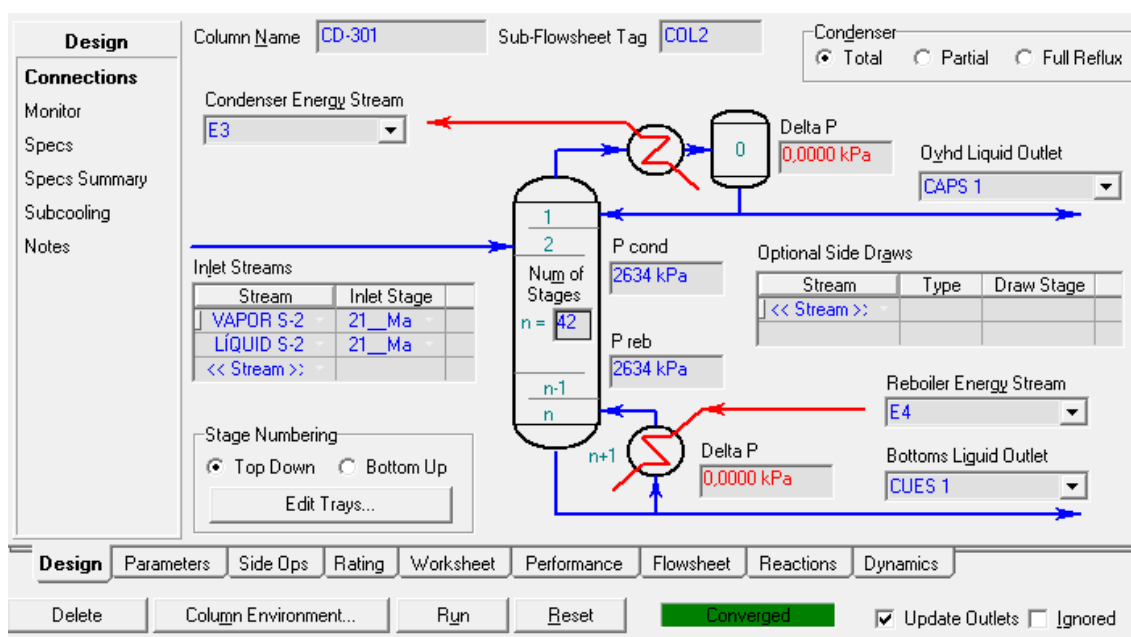 Design
Connections
Monitor
Specs
Specs Summary
Subcooling
Notes
Column Name CD-301
Sub-Flowsheet Tag COL2
Condenser
Total Partial Full Reflux
Condenser Energy Stream
E3
Delta P
0,0000 kPa
0
Ovhd Liquid Outlet
CAPS 1
1
2
Num of
Stages
n = 42
n-1
n
n+1
P cond
2634 kPa
P reb
2634 kPa
Inlet Streams
Stream Inlet Stage
VAPOR S-2 21__Ma
LÍQUID S-2 21__Ma
<< Stream >>
Optional Side Draws
Stream Type Draw Stage
<< Stream >>
Stage Numbering
Top Down Bottom Up
Edit Trays...
Delta P
0,0000 kPa
Reboiler Energy Stream
E4
Bottoms Liquid Outlet
CUES 1
Design Parameters Side Ops Rating Worksheet Performance Flowsheet Reactions Dynamics
Delete Column Environment... Run Reset Converged Update Outlets Ignored